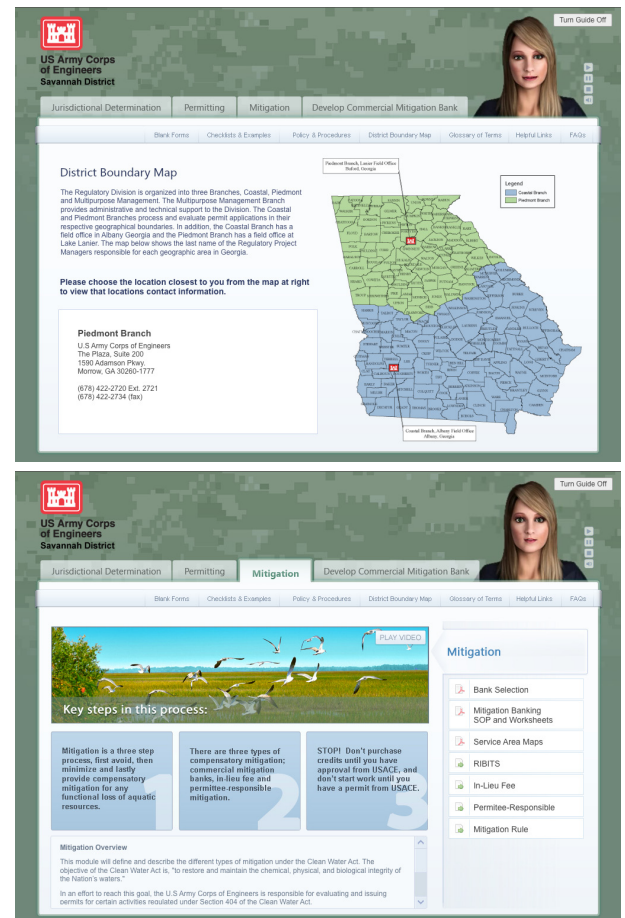 Turn Guide Off
US Army Corps
of Engineers
Savannah District
Jurisdictional Determination
Permitting
Mitigation
Develop Commercial Mitigation Bank
Blank Forms
Checklists & Examples
Policy & Procedures
District Boundary Map
Glossary of Terms
Helpful Links
FAQs
District Boundary Map
The Regulatory Division is organized into three Branches, Coastal, Piedmont
and Multipurpose Management. The Multipurpose Management Branch
provides administrative and technical support to the Division. The Coastal
and Piedmont Branches process and evaluate permit applications in their
respective geographical boundaries. In addition, the Coastal Branch has a
field office in Albany Georgia and the Piedmont Branch has a field office at
Lake Lanier. The map below shows the last name of the Regulatory Project
Managers responsible for each geographic area in Georgia.
Please choose the location closest to you from the map at right
to view that locations contact information.
Piedmont Branch
U.S Army Corps of Engineers
The Plaza, Suite 200
1590 Adamson Pkwy.
Morrow, GA 30260-1777
(678) 422-2720 Ext. 2721
(678) 422-2734 (fax)
Piedmont Branch, Lanier Field Office
Buford, Georgia
Legend
Coastal Branch
Piedmont Branch
Coastal Branch, Albany Field Office
Albany, Georgia
Turn Guide Off
US Army Corps
of Engineers
Savannah District
Jurisdictional Determination
Permitting
Mitigation
Develop Commercial Mitigation Bank
Blank Forms
Checklists & Examples
Policy & Procedures
District Boundary Map
Glossary of Terms
Helpful Links
FAQs
PLAY VIDEO
Key steps in this process:
Mitigation is a three step
process, first avoid, then
minimize and lastly
provide compensatory
mitigation for any
functional loss of aquatic
resources.
1
There are three types of
compensatory mitigation;
commercial mitigation
banks, in-lieu fee and
permittee-responsible
mitigation.
2
STOP! Don't purchase
credits until you have
approval from USACE, and
don't start work until you
have a permit from USACE.
3
Mitigation Overview
This module will define and describe the different types of mitigation under the Clean Water Act. The
objective of the Clean Water Act is, "to restore and maintain the chemical, physical, and biological integrity of
the Nation's waters."
In an effort to reach this goal, the U.S Army Corps of Engineers is responsible for evaluating and issuing
permits for certain activities regulated under Section 404 of the Clean Water Act.
Mitigation
Bank Selection
Mitigation Banking
SOP and Worksheets
Service Area Maps
RIBITS
In-Lieu Fee
Permitee-Responsible
Mitigation Rule